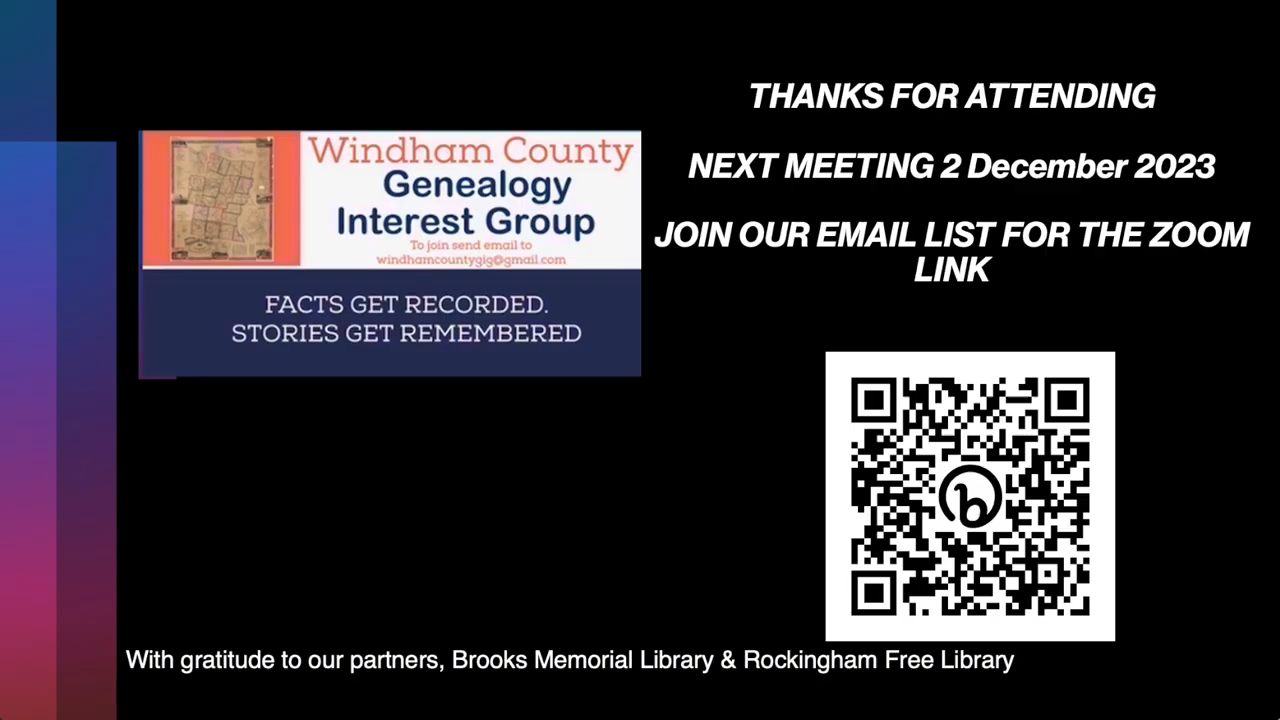 Windham County
Genealogy
Interest Group
To join send email to
windhamcountygig@gmail.com
FACTS GET RECORDED.
STORIES GET REMEMBERED
THANKS FOR ATTENDING
NEXT MEETING 2 December 2023
JOIN OUR EMAIL LIST FOR THE ZOOM
LINK
With gratitude to our partners, Brooks Memorial Library & Rockingham Free Library